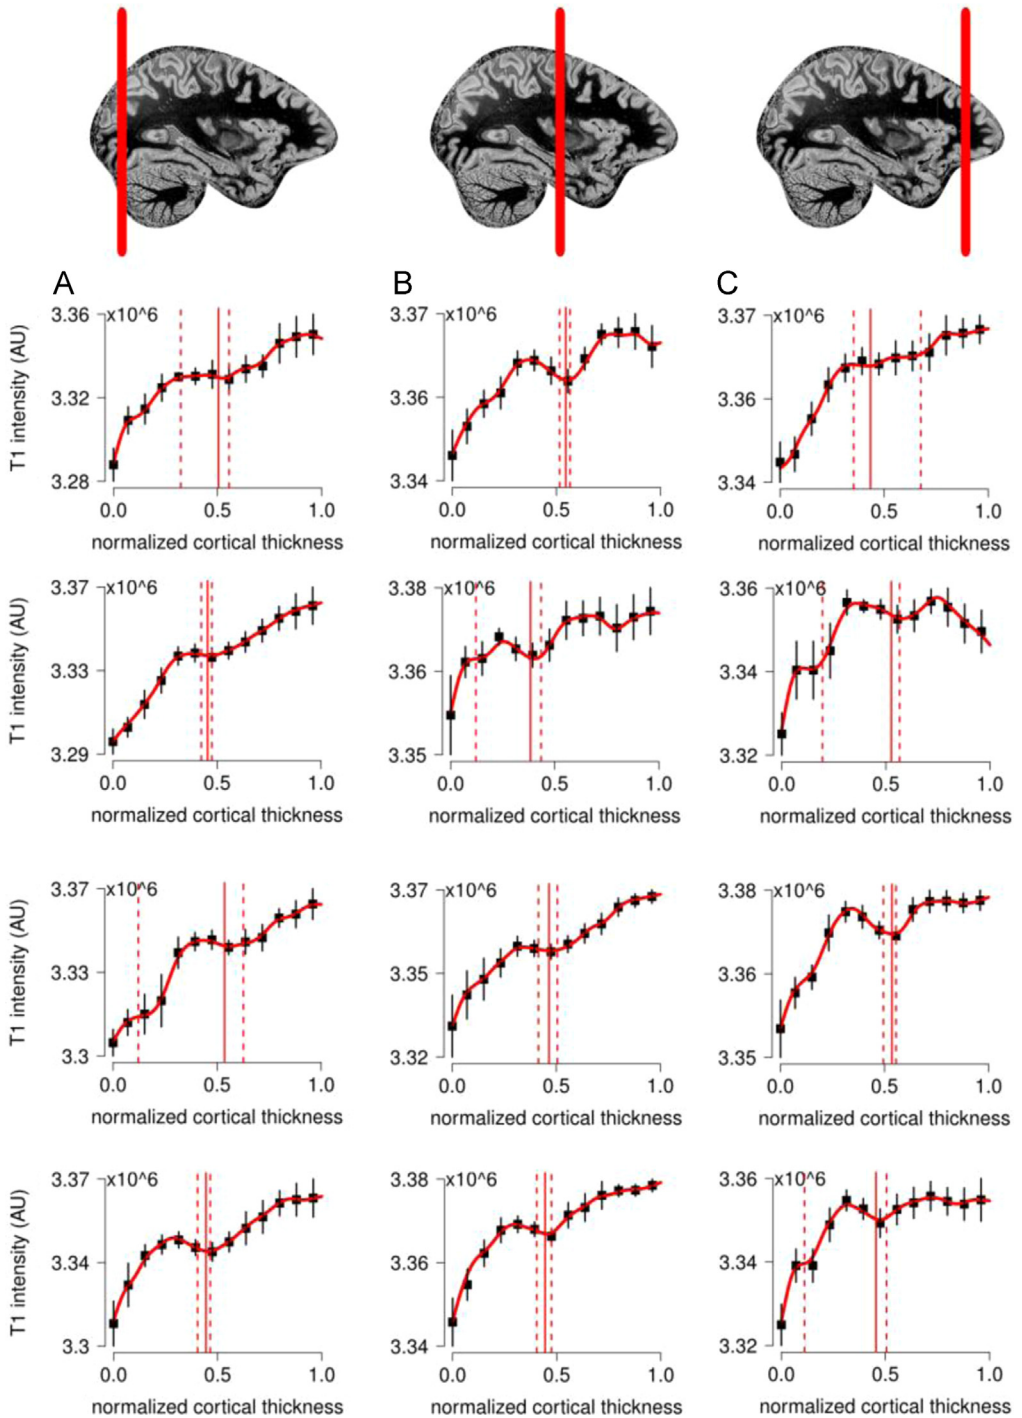 A B C
x10^6 x10^6 x10^6
3.36 3.37 3.37
T1 intensity (AU)
3.32 3.36 3.36
3.28 3.34 3.34
0.0 0.5 1.0 0.0 0.5 1.0 0.0 0.5 1.0
normalized cortical thickness normalized cortical thickness normalized cortical thickness
x10^6 x10^6 x10^6
3.37 3.38 3.36
T1 intensity (AU)
3.33 3.36 3.34
3.29 3.35 3.32
0.0 0.5 1.0 0.0 0.5 1.0 0.0 0.5 1.0
normalized cortical thickness normalized cortical thickness normalized cortical thickness
x10^6 x10^6 x10^6
3.37 3.37 3.38
T1 intensity (AU)
3.33 3.35 3.36
3.3 3.32 3.35
0.0 0.5 1.0 0.0 0.5 1.0 0.0 0.5 1.0
normalized cortical thickness normalized cortical thickness normalized cortical thickness
x10^6 x10^6 x10^6
3.37 3.38 3.36
T1 intensity (AU)
3.34 3.36 3.34
3.3 3.34 3.32
0.0 0.5 1.0 0.0 0.5 1.0 0.0 0.5 1.0
normalized cortical thickness normalized cortical thickness normalized cortical thickness